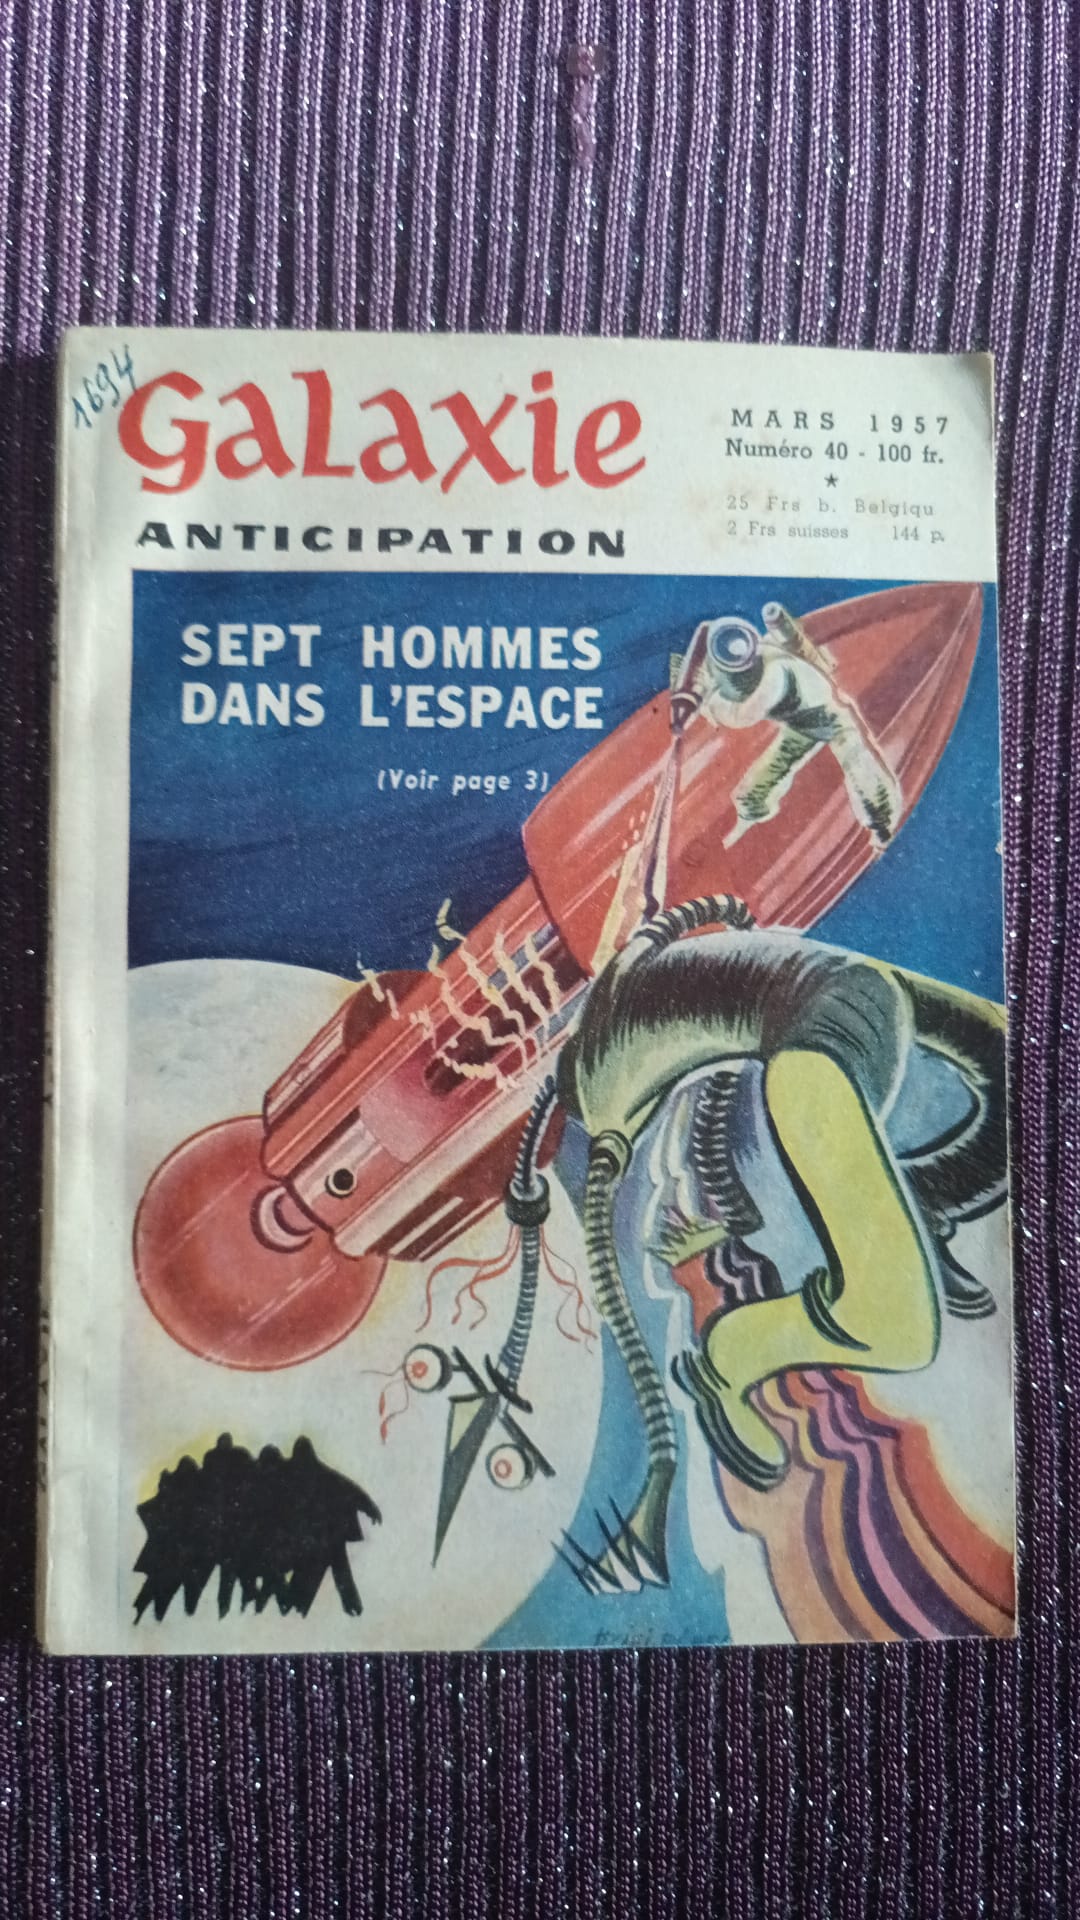 1694
Galaxie
ANTICIPATION
MARS 1957
Numéro 40 - 100 fr.
★
25 Frs b. Belgiqu
2 Frs suisses 144 p.
SEPT HOMMES
DANS L'ESPACE
(Voir page 3)